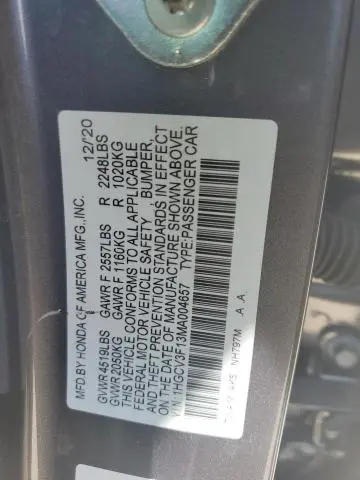 MFD. BY HONDA OF AMERICA MFG.,INC. 12/20
GVWR 4519LBS GAWR F 2557LBS R 2248LBS
GVWR 2050KG GAWR F 1160KG R 1020KG
THIS VEHICLE CONFORMS TO ALL APPLICABLE
FEDERAL MOTOR VEHICLE SAFETY, BUMPER,
AND THEFT PREVENTION STANDARDS IN EFFECT
ON THE DATE OF MANUFACTURE SHOWN ABOVE.
VIN: 1HGCV3F13MA004657 TYPE:PASSENGER CAR
NH797M A A